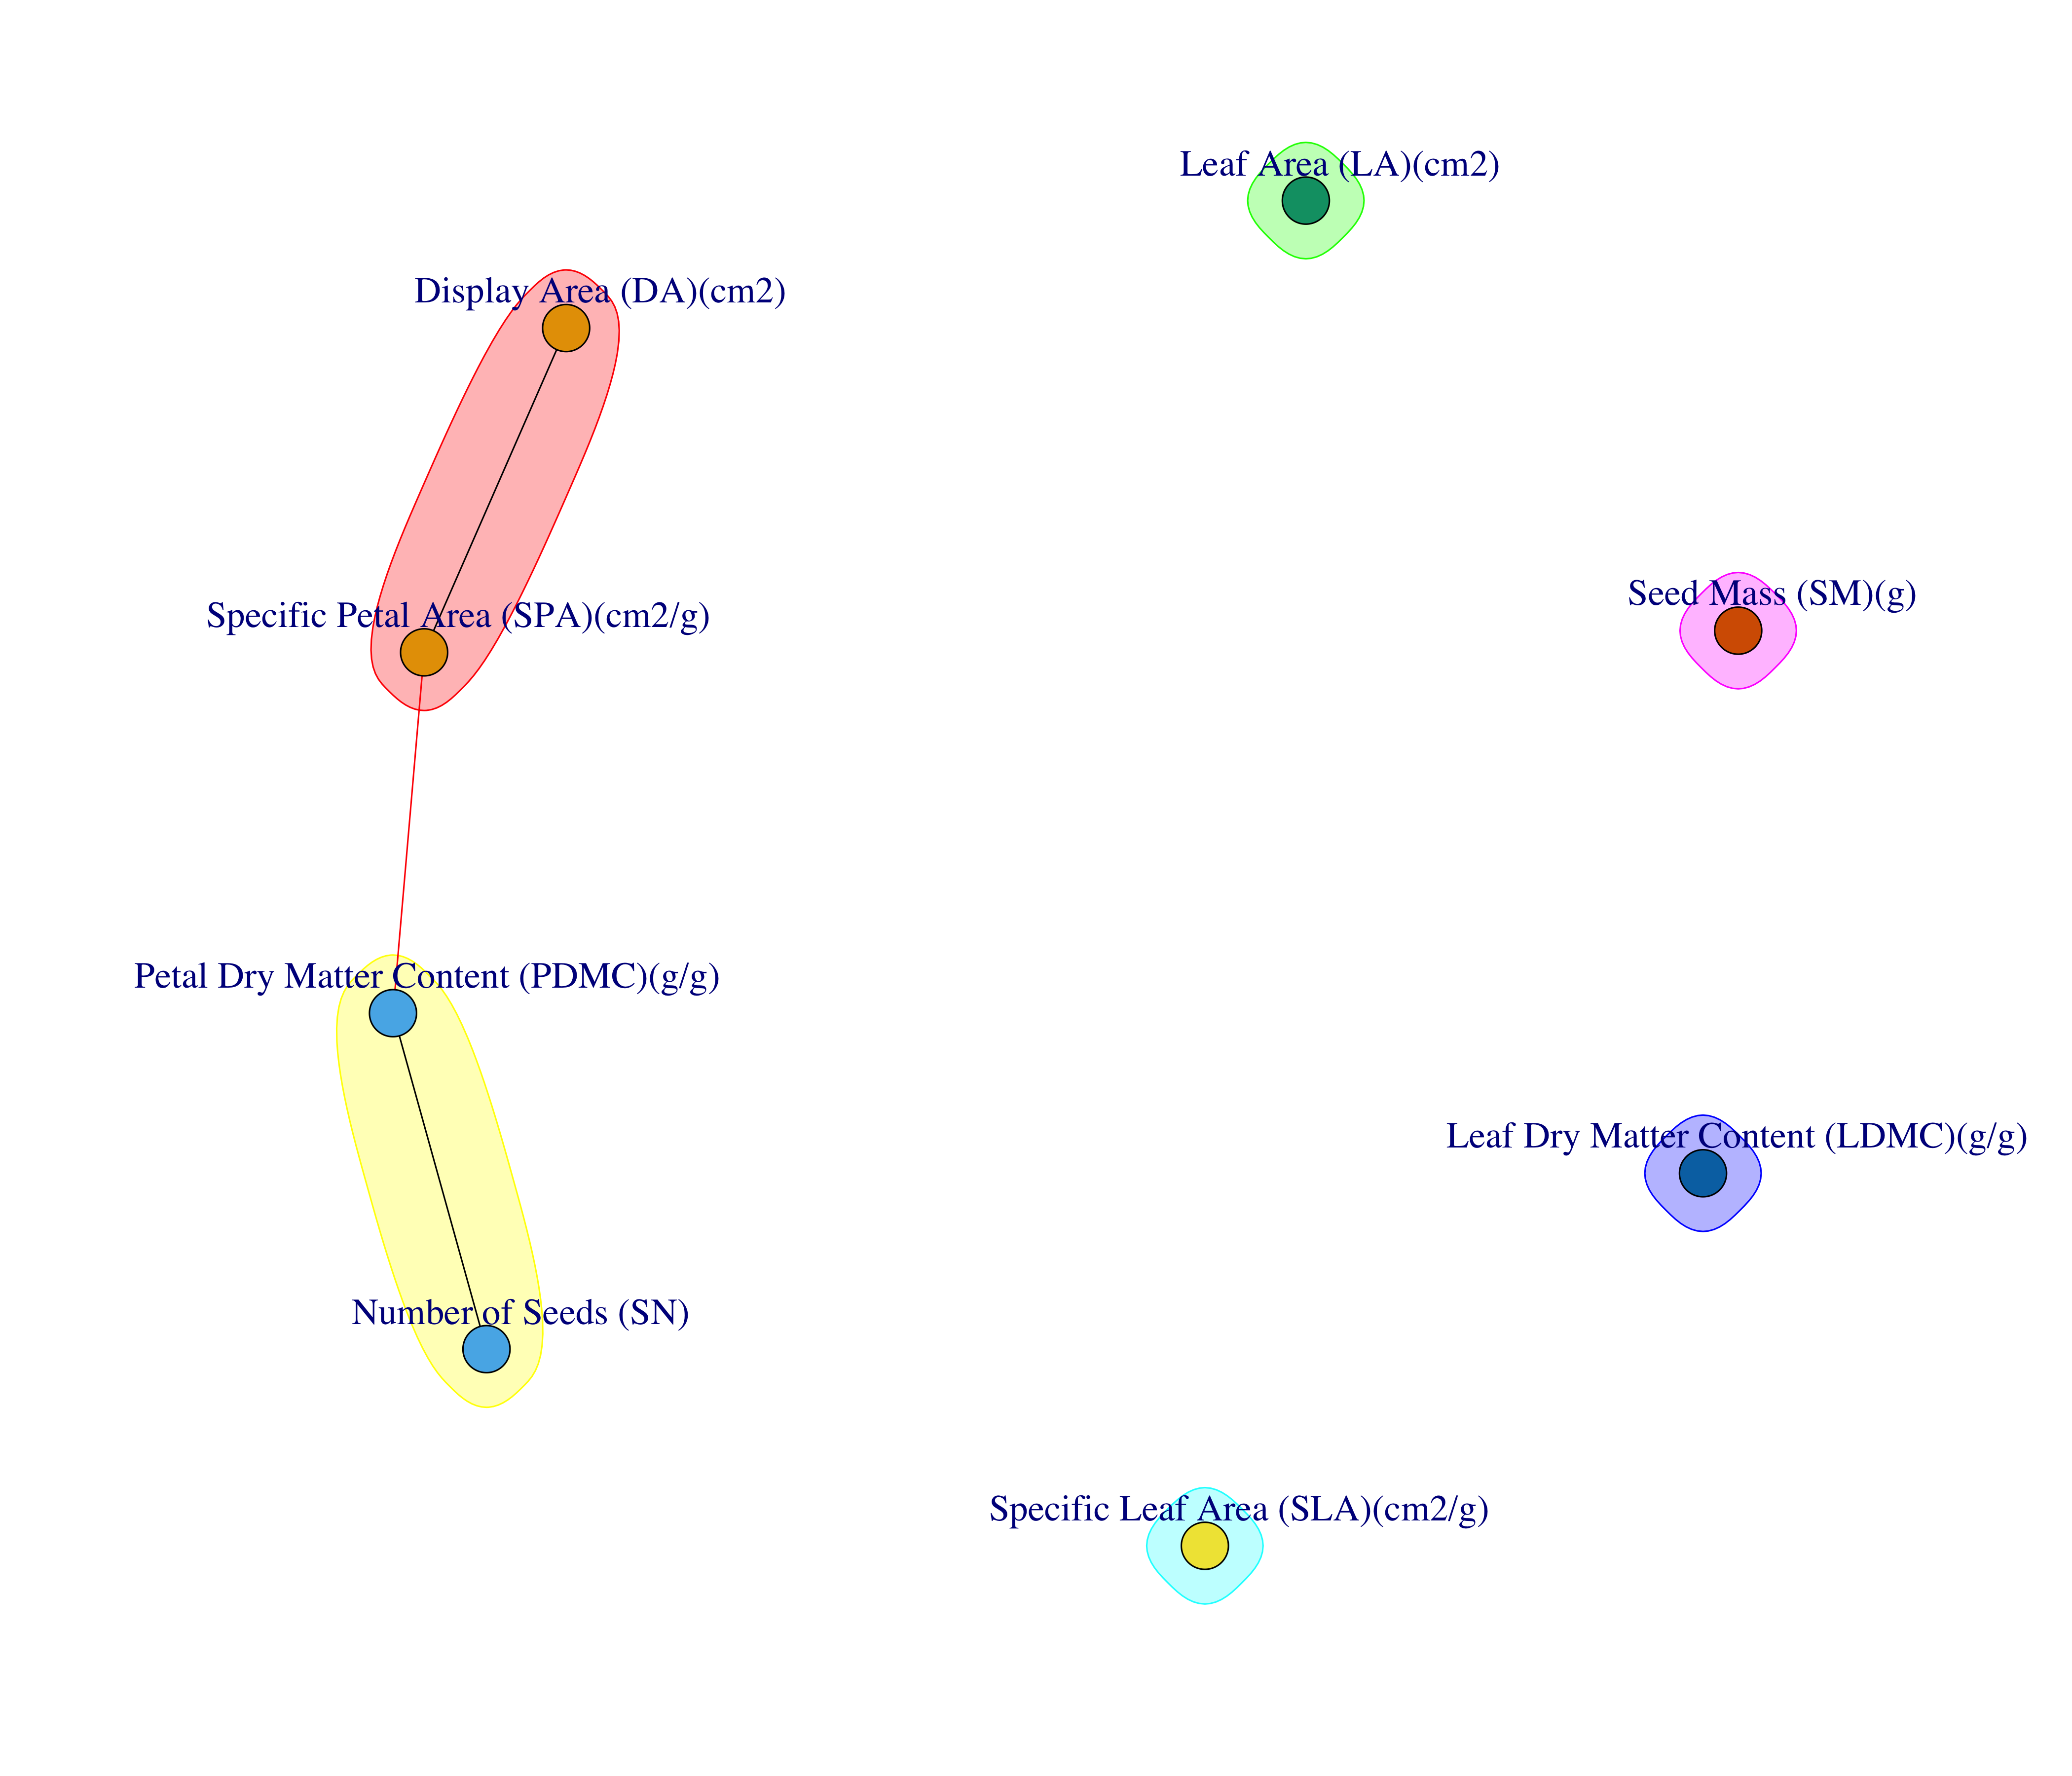 Leaf Area (LA)(cm2)
Display Area (DA)(cm2)
Seed Mass (SM)(g)
Specific Petal Area (SPA)(cm2/g)
Petal Dry Matter Content (PDMC)(g/g)
Leaf Dry Matter Content (LDMC)(g/g)
Number of Seeds (SN)
Specific Leaf Area (SLA)(cm2/g)